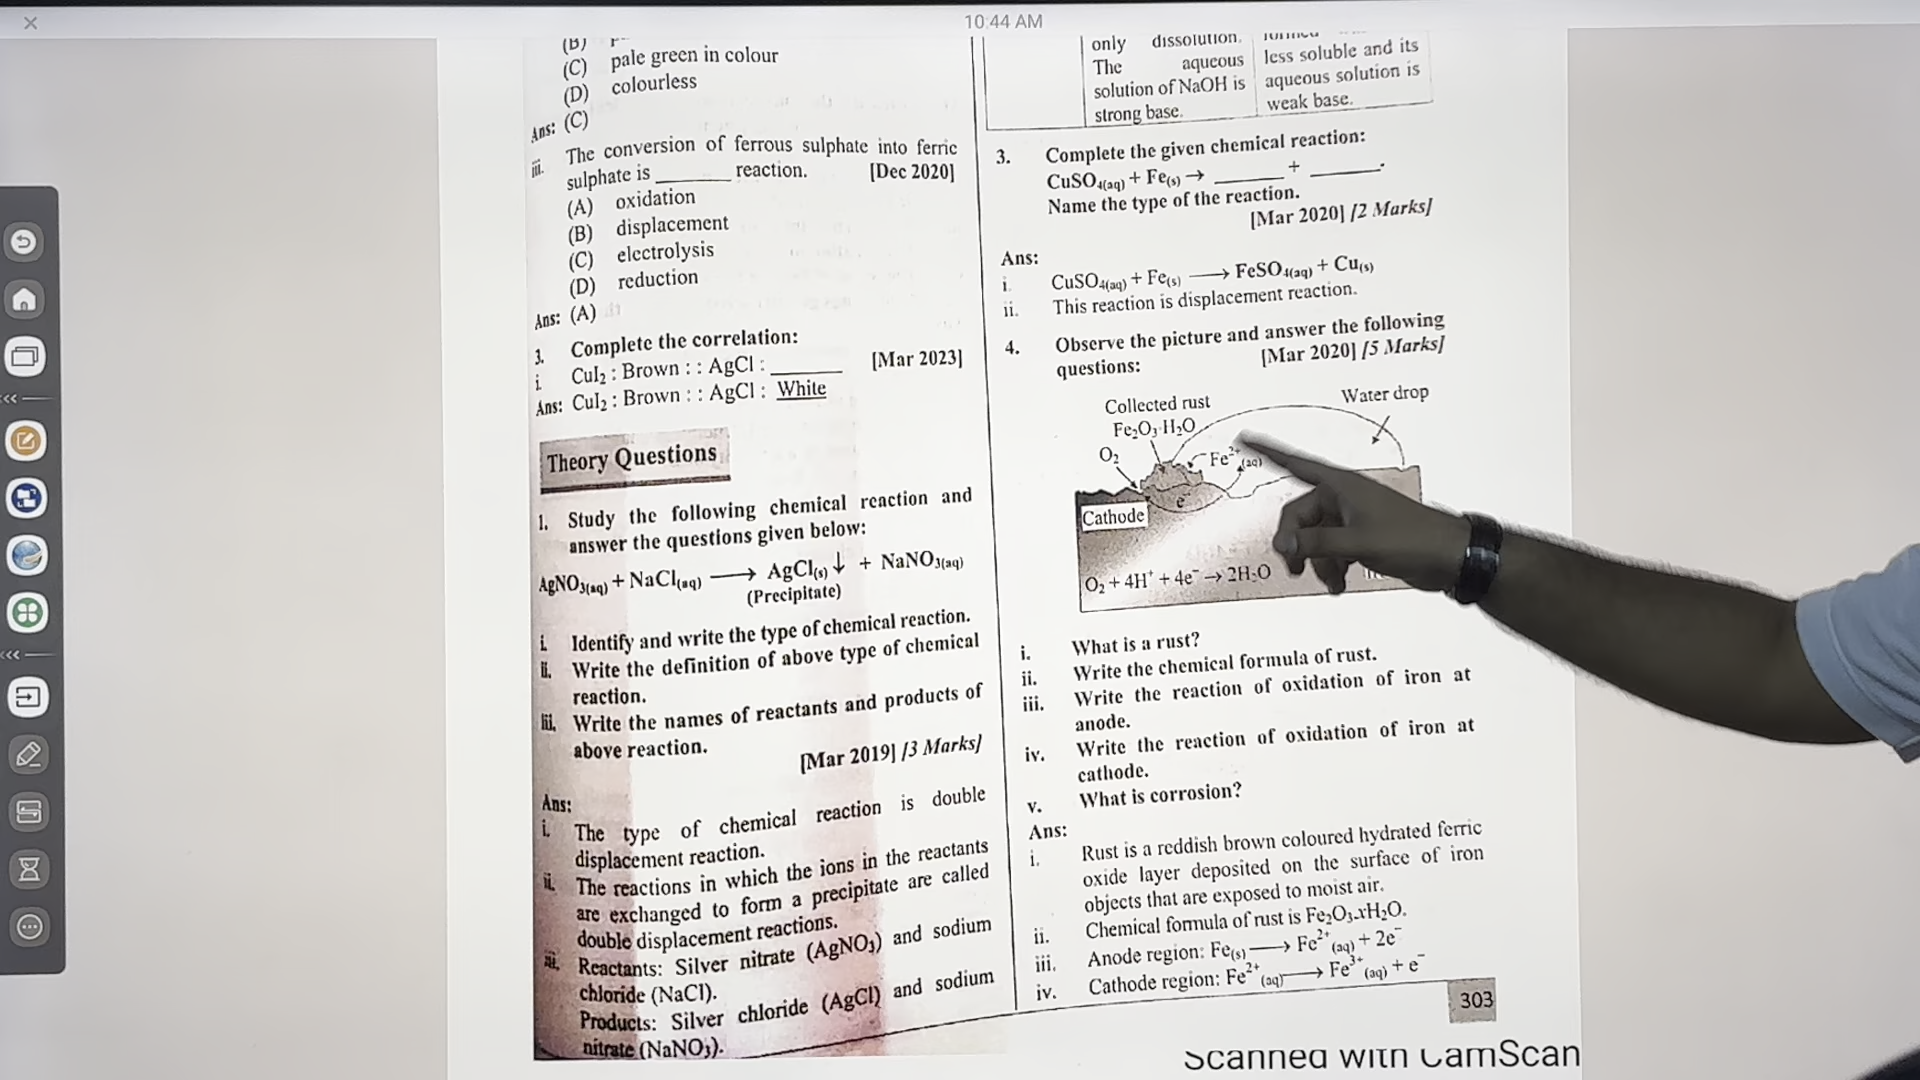 10:44 AM
(B)
(C) pale green in colour
(D) colourless
Ans: (C)
iii. The conversion of ferrous sulphate into ferric
sulphate is ______ reaction. [Dec 2020]
(A) oxidation
(B) displacement
(C) electrolysis
(D) reduction
Ans: (A)
3. Complete the correlation:
i. CuI₂ : Brown : : AgCl : ______ [Mar 2023]
Ans: CuI₂ : Brown : : AgCl : White
Theory Questions
1. Study the following chemical reaction and
answer the questions given below:
AgNO₃(aq) + NaCl(aq) ⟶ AgCl(s)↓ + NaNO₃(aq)
(Precipitate)
i. Identify and write the type of chemical reaction.
ii. Write the definition of above type of chemical
reaction.
iii. Write the names of reactants and products of
above reaction.
[Mar 2019] [3 Marks]
Ans:
i. The type of chemical reaction is double
displacement reaction.
ii. The reactions in which the ions in the reactants
are exchanged to form a precipitate are called
double displacement reactions.
iii. Reactants: Silver nitrate (AgNO₃) and sodium
chloride (NaCl).
Products: Silver chloride (AgCl) and sodium
nitrate (NaNO₃).
only dissolution.
The aqueous
solution of NaOH is
strong base.
less soluble and its
aqueous solution is
weak base.
3. Complete the given chemical reaction:
CuSO₄(aq) + Fe(s) → ______ + ______.
Name the type of the reaction.
[Mar 2020] [2 Marks]
Ans:
i. CuSO₄(aq) + Fe(s) ⟶ FeSO₄(aq) + Cu(s)
ii. This reaction is displacement reaction.
4. Observe the picture and answer the following
questions: [Mar 2020] [5 Marks]
Collected rust
Fe₂O₃·H₂O
Water drop
O₂
Fe²⁺(aq)
e⁻
Cathode
O₂ + 4H⁺ + 4e⁻ → 2H₂O
i. What is a rust?
ii. Write the chemical formula of rust.
iii. Write the reaction of oxidation of iron at
anode.
iv. Write the reaction of oxidation of iron at
cathode.
v. What is corrosion?
Ans:
i. Rust is a reddish brown coloured hydrated ferric
oxide layer deposited on the surface of iron
objects that are exposed to moist air.
ii. Chemical formula of rust is Fe₂O₃.xH₂O.
iii. Anode region: Fe(s) ⟶ Fe²⁺(aq) + 2e⁻
iv. Cathode region: Fe²⁺(aq) ⟶ Fe³⁺(aq) + e⁻
303
Scanned with CamScan